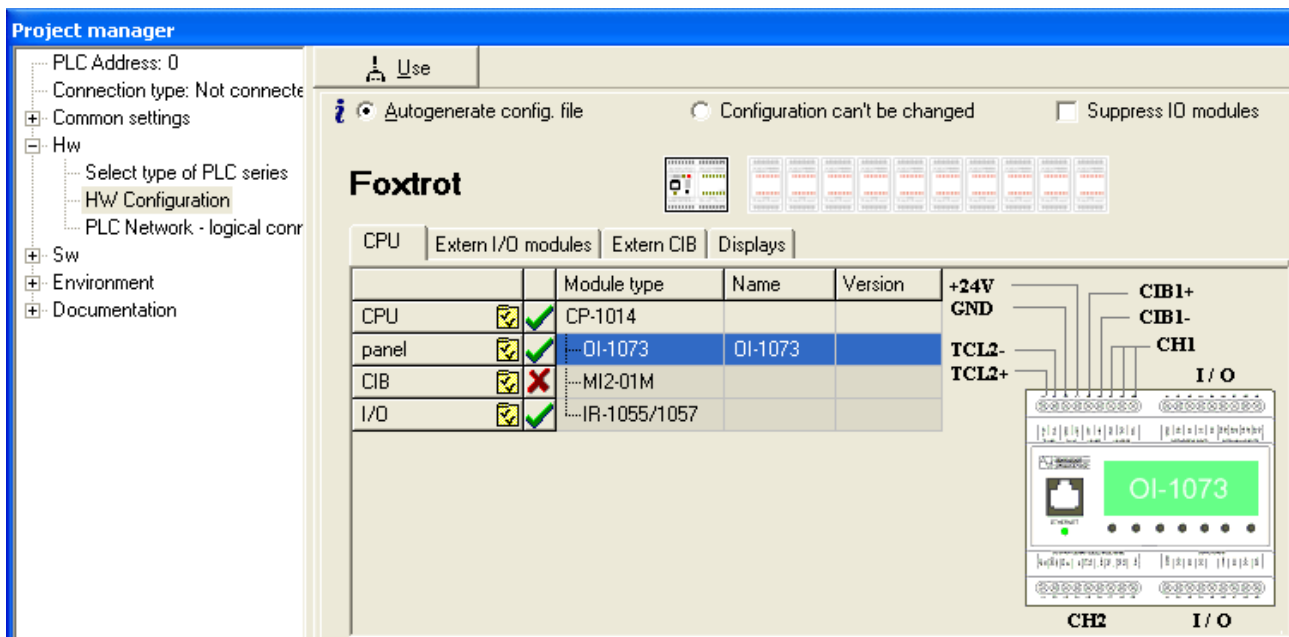 Project manager
PLC Address: 0
Connection type: Not connecte
Common settings
Hw
Select type of PLC series
HW Configuration
PLC Network - logical conr
Sw
Environment
Documentation
Use
Autogenerate config. file
Configuration can't be changed
Suppress IO modules
Foxtrot
CPU
Extern I/O modules
Extern CIB
Displays
Module type
Name
Version
CPU CP-1014
panel OI-1073 OI-1073
CIB MI2-01M
I/O IR-1055/1057
+24V
GND
TCL2-
TCL2+
CIB1+
CIB1-
CH1
I/O
OI-1073
ETHERNET
CH2
I/O